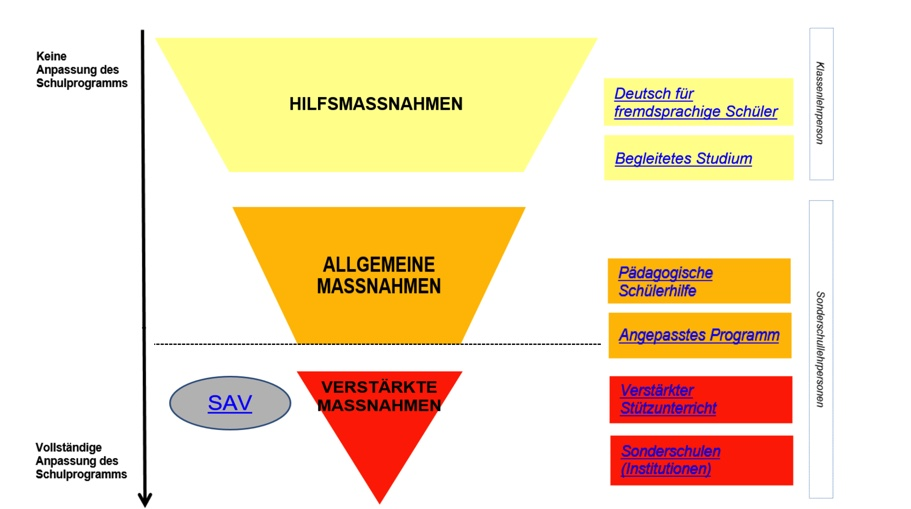 Keine
Anpassung des
Schulprogramms
HILFSMASSNAHMEN
Deutsch für
fremdsprachige Schüler
Begleitetes Studium
Klassenlehrperson
ALLGEMEINE
MASSNAHMEN
Pädagogische
Schülerhilfe
Angepasstes Programm
Sonderschullehrpersonen
SAV
VERSTÄRKTE
MASSNAHMEN
Verstärkter
Stützunterricht
Vollständige
Anpassung des
Schulprogramms
Sonderschulen
(Institutionen)